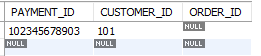 PAYMENT_ID CUSTOMER_ID ORDER_ID
102345678903 101 NULL
NULL NULL NULL